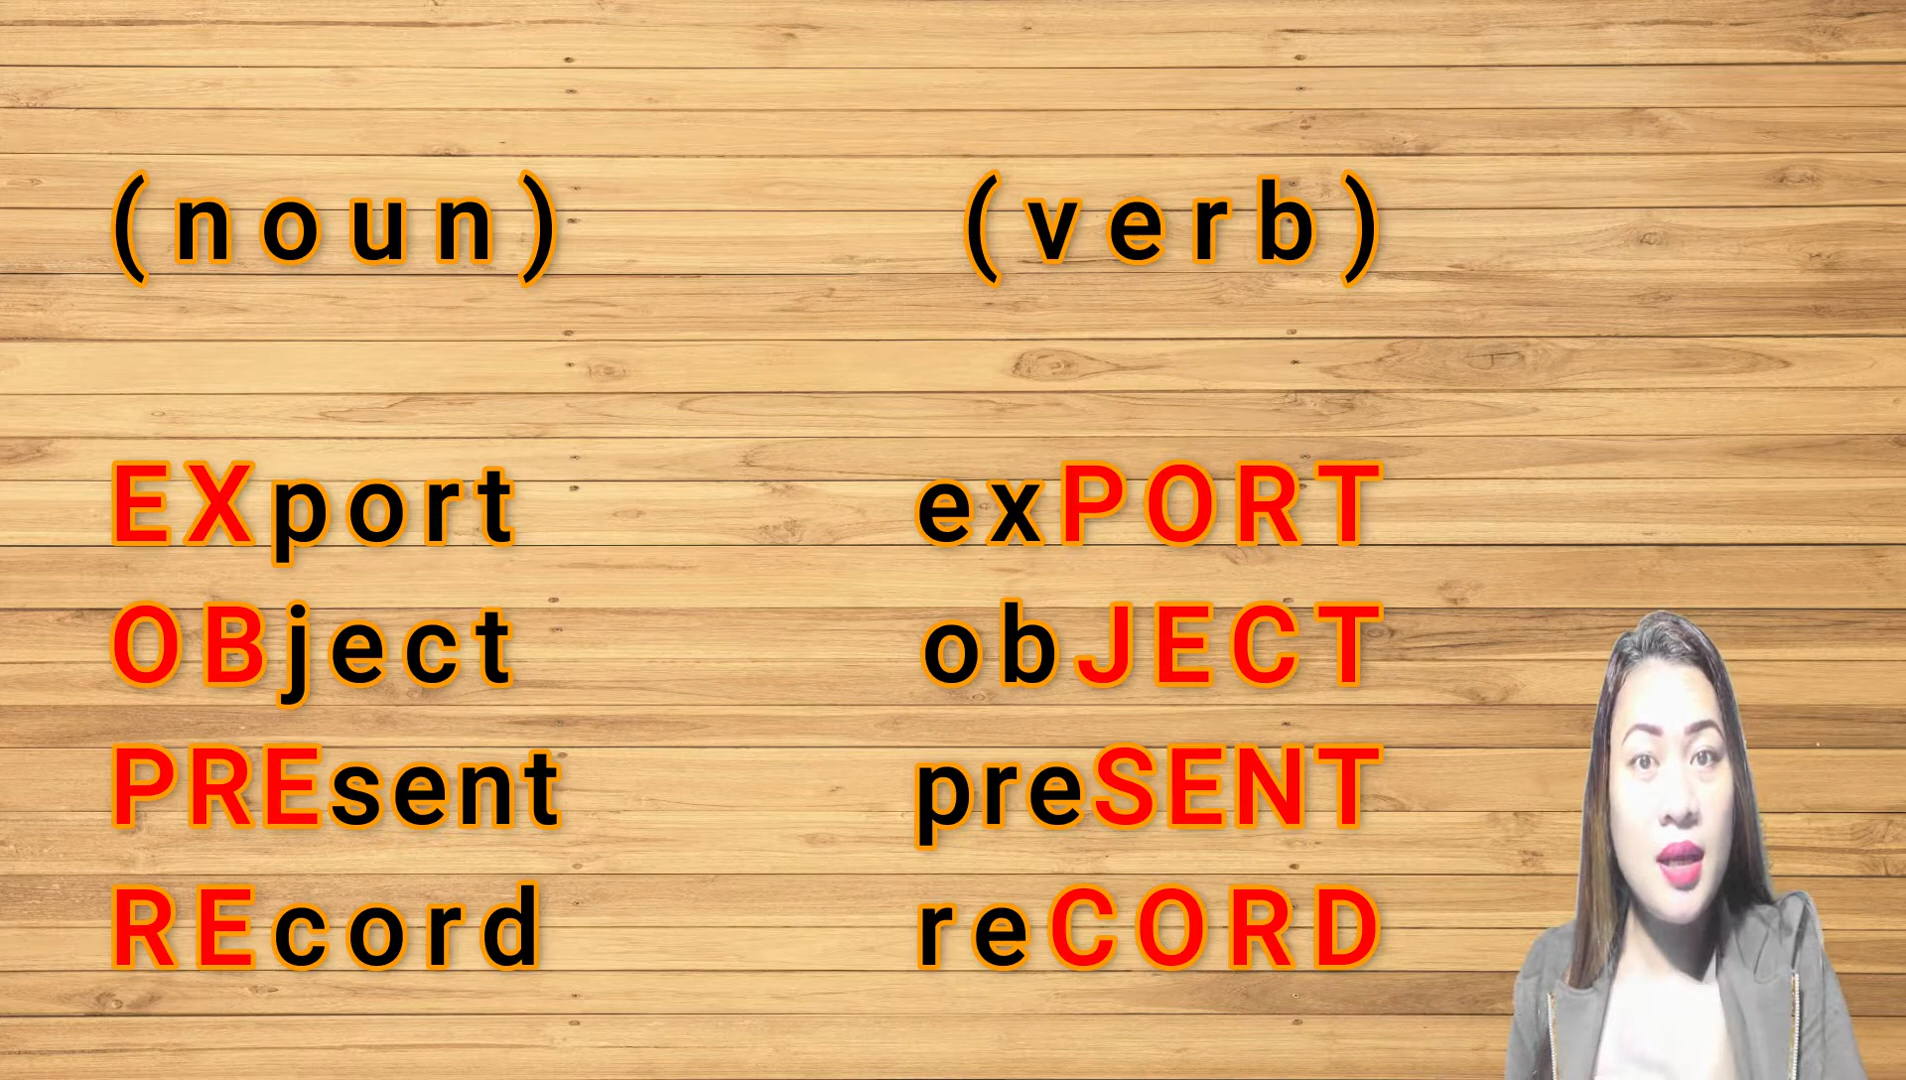 (noun) (verb)
EXport exPORT
OBject obJECT
PREsent preSENT
REcord reCORD